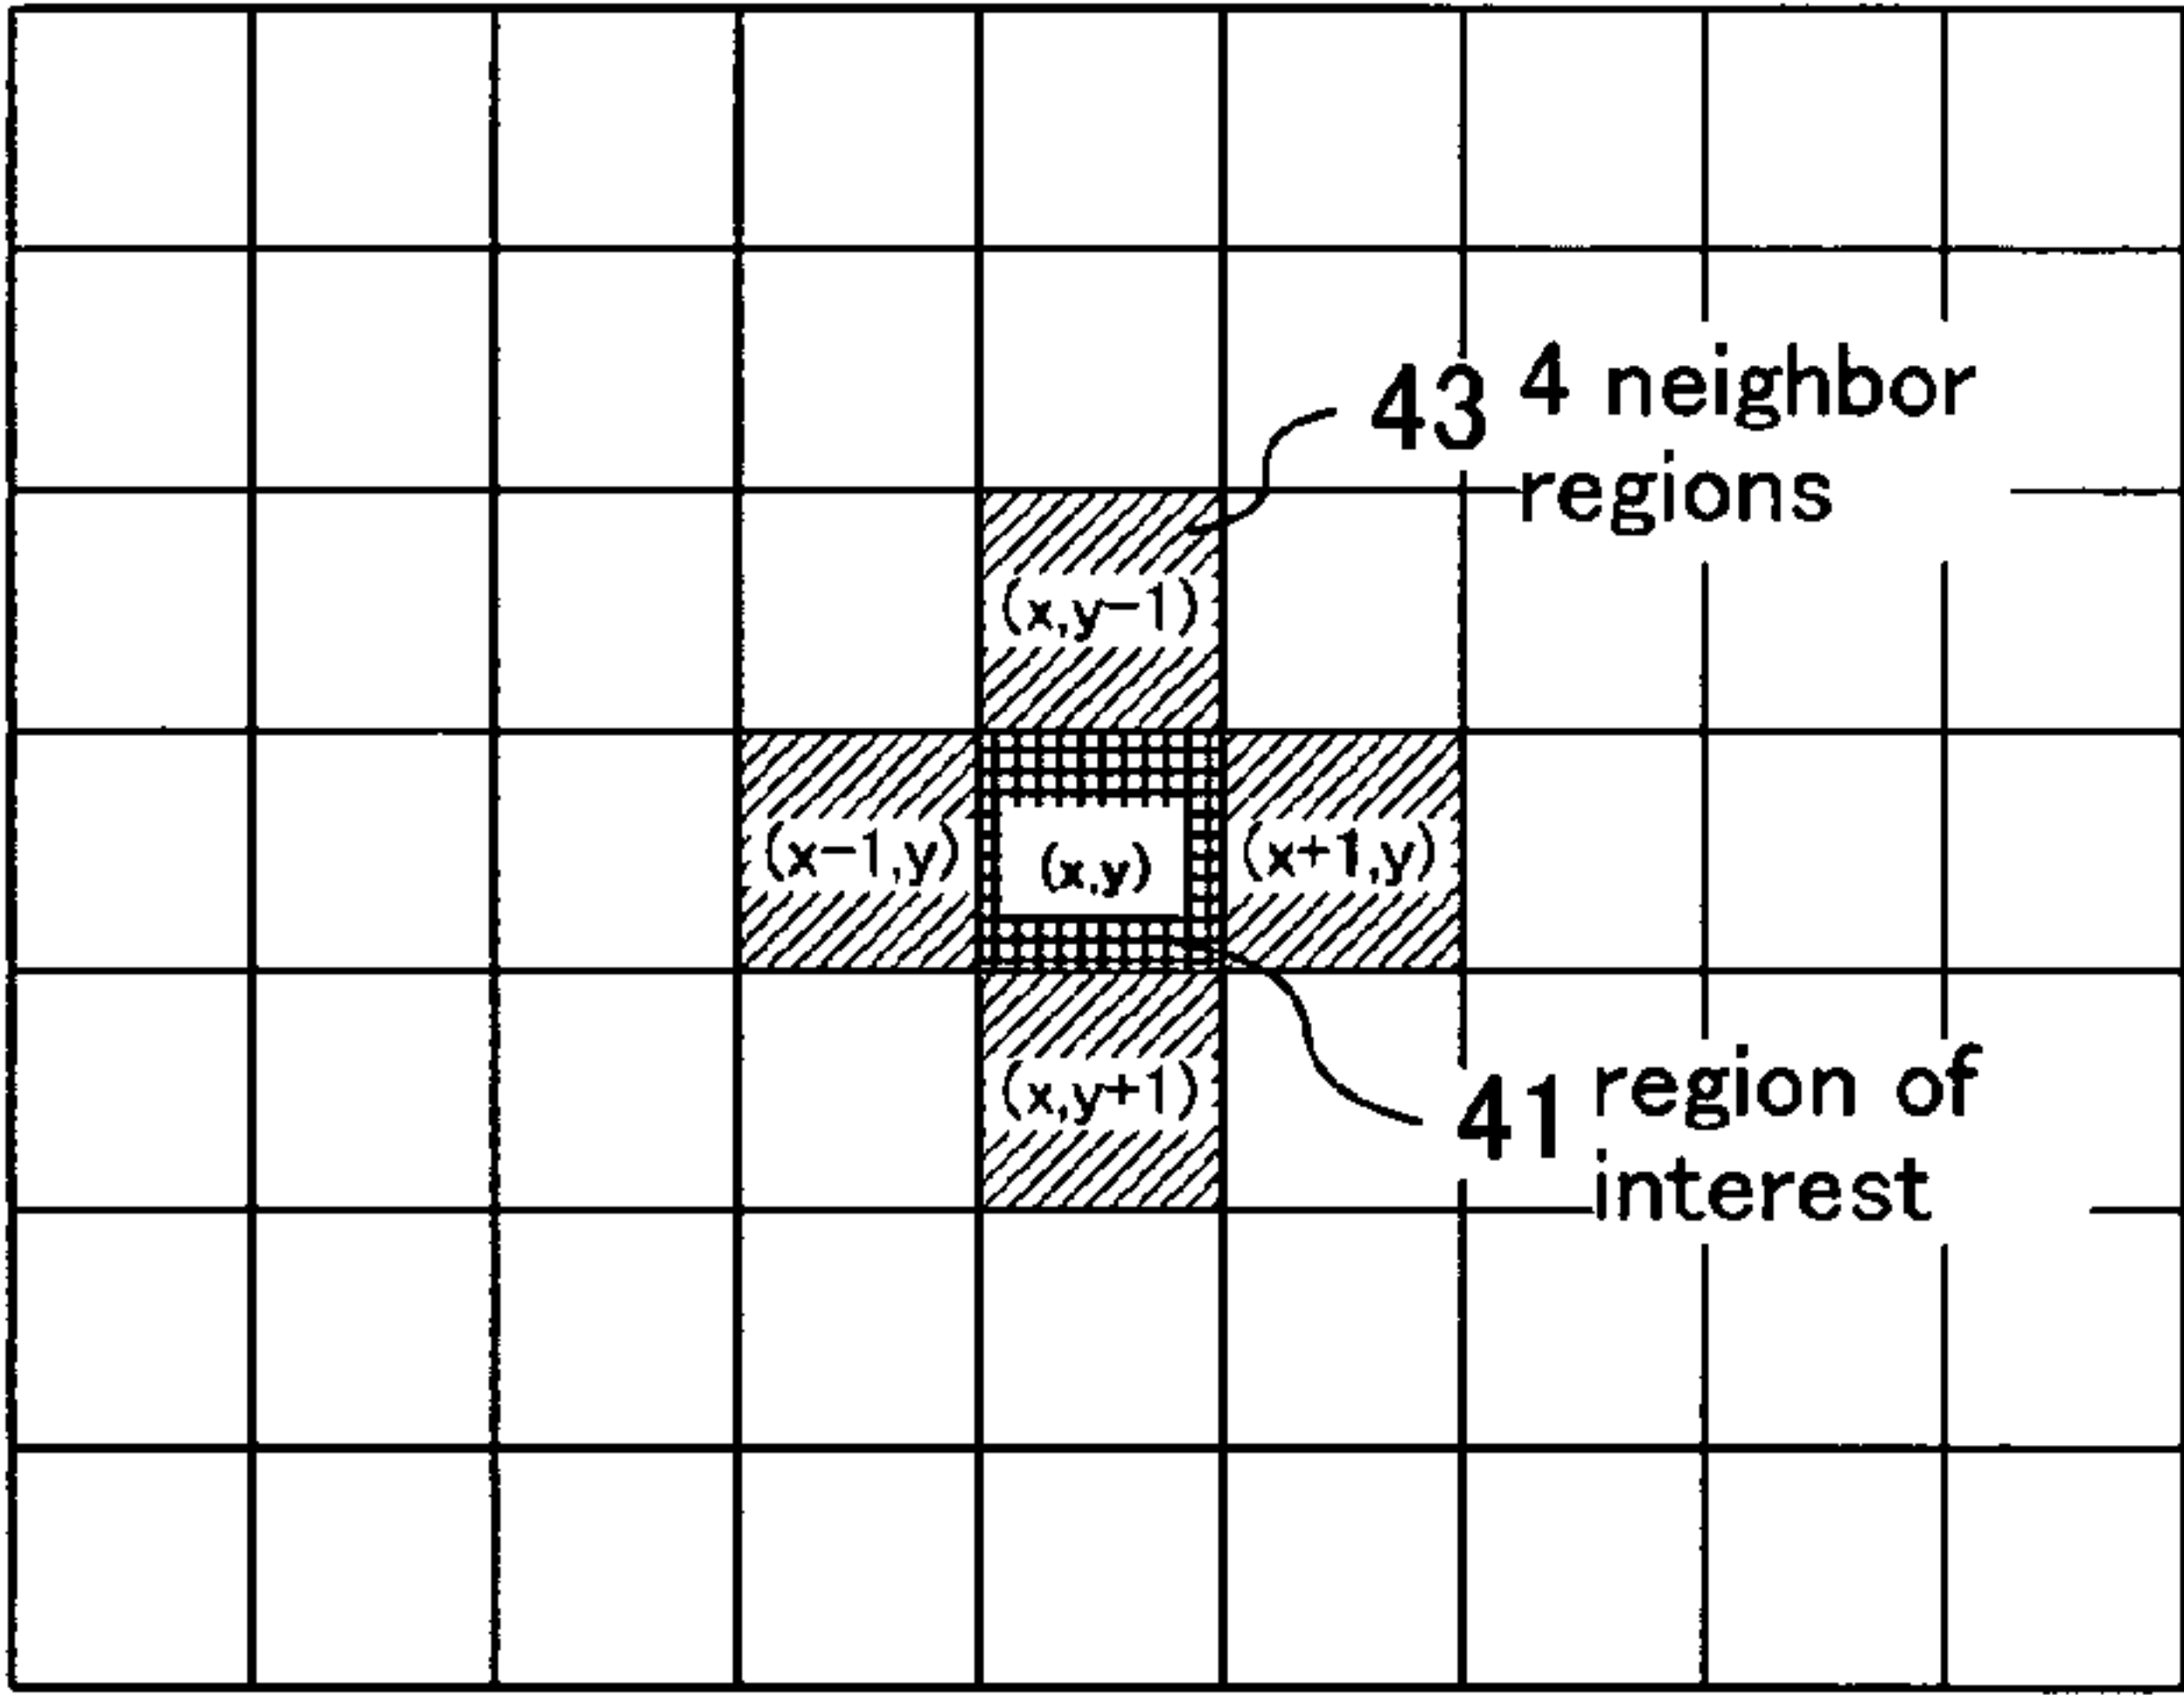 43 4 neighbor
regions
(x,y-1)
(x-1,y) (x,y) (x+1,y)
(x,y+1)
41 region of
interest